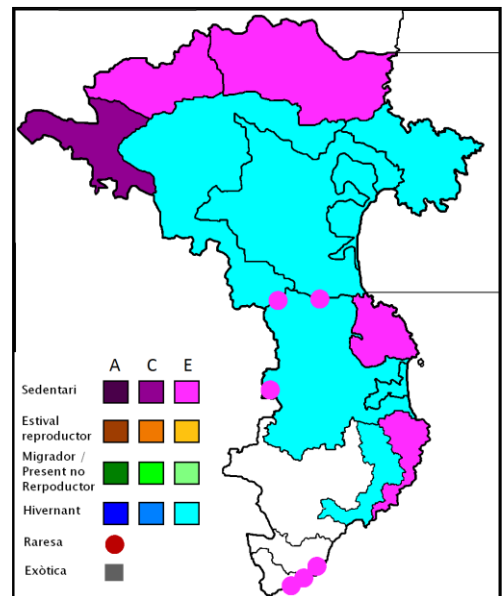 A C E
Sedentari
Estival
reproductor
Migrador /
Present no
Rerpoductor
Hivernant
Raresa
Exòtica